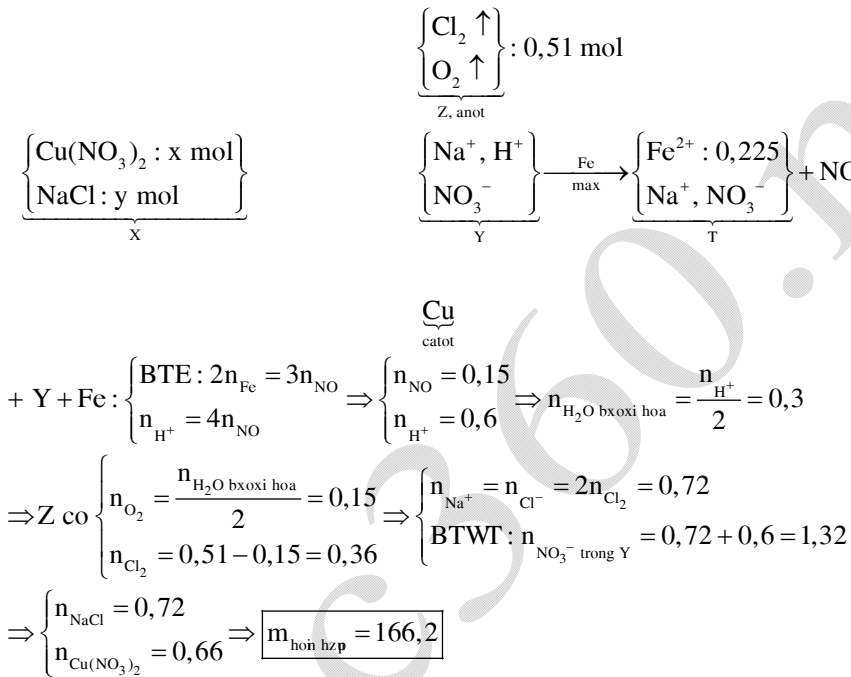 {Cl₂ ↑
O₂ ↑} : 0,51 mol
Z, anot
{Cu(NO₃)₂ : x mol
NaCl : y mol}
X
{Na⁺, H⁺
NO₃⁻}
Y
Fe
max
{Fe²⁺ : 0,225
Na⁺, NO₃⁻} + NO
T
Cu
catot
+ Y + Fe : {BTE : 2n_Fe = 3n_NO ⇒ {n_NO = 0,15 ⇒ n_H₂O bxoxi hoa = n_H⁺ / 2 = 0,3
n_H⁺ = 4n_NO n_H⁺ = 0,6
⇒ Z co {n_O₂ = n_H₂O bxoxi hoa / 2 = 0,15 ⇒ {n_Na⁺ = n_Cl⁻ = 2n_Cl₂ = 0,72
n_Cl₂ = 0,51 − 0,15 = 0,36 BTWT : n_NO₃⁻ trong Y = 0,72 + 0,6 = 1,32
⇒ {n_NaCl = 0,72 ⇒ m_hoin hzp = 166,2
n_Cu(NO₃)₂ = 0,66